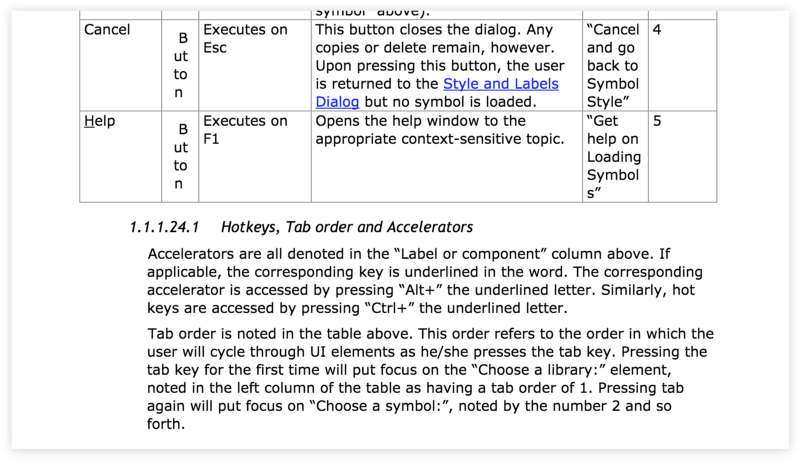 symbol" above).
Cancel
B
ut
to
n
Executes on
Esc
This button closes the dialog. Any
copies or delete remain, however.
Upon pressing this button, the user
is returned to the Style and Labels
Dialog but no symbol is loaded.
“Cancel
and go
back to
Symbol
Style”
4
Help
B
ut
to
n
Executes on
F1
Opens the help window to the
appropriate context-sensitive topic.
“Get
help on
Loading
Symbol
s”
5
1.1.1.24.1 Hotkeys, Tab order and Accelerators
Accelerators are all denoted in the “Label or component” column above. If
applicable, the corresponding key is underlined in the word. The corresponding
accelerator is accessed by pressing “Alt+” the underlined letter. Similarly, hot
keys are accessed by pressing “Ctrl+” the underlined letter.
Tab order is noted in the table above. This order refers to the order in which the
user will cycle through UI elements as he/she presses the tab key. Pressing the
tab key for the first time will put focus on the “Choose a library:” element,
noted in the left column of the table as having a tab order of 1. Pressing tab
again will put focus on “Choose a symbol:”, noted by the number 2 and so
forth.